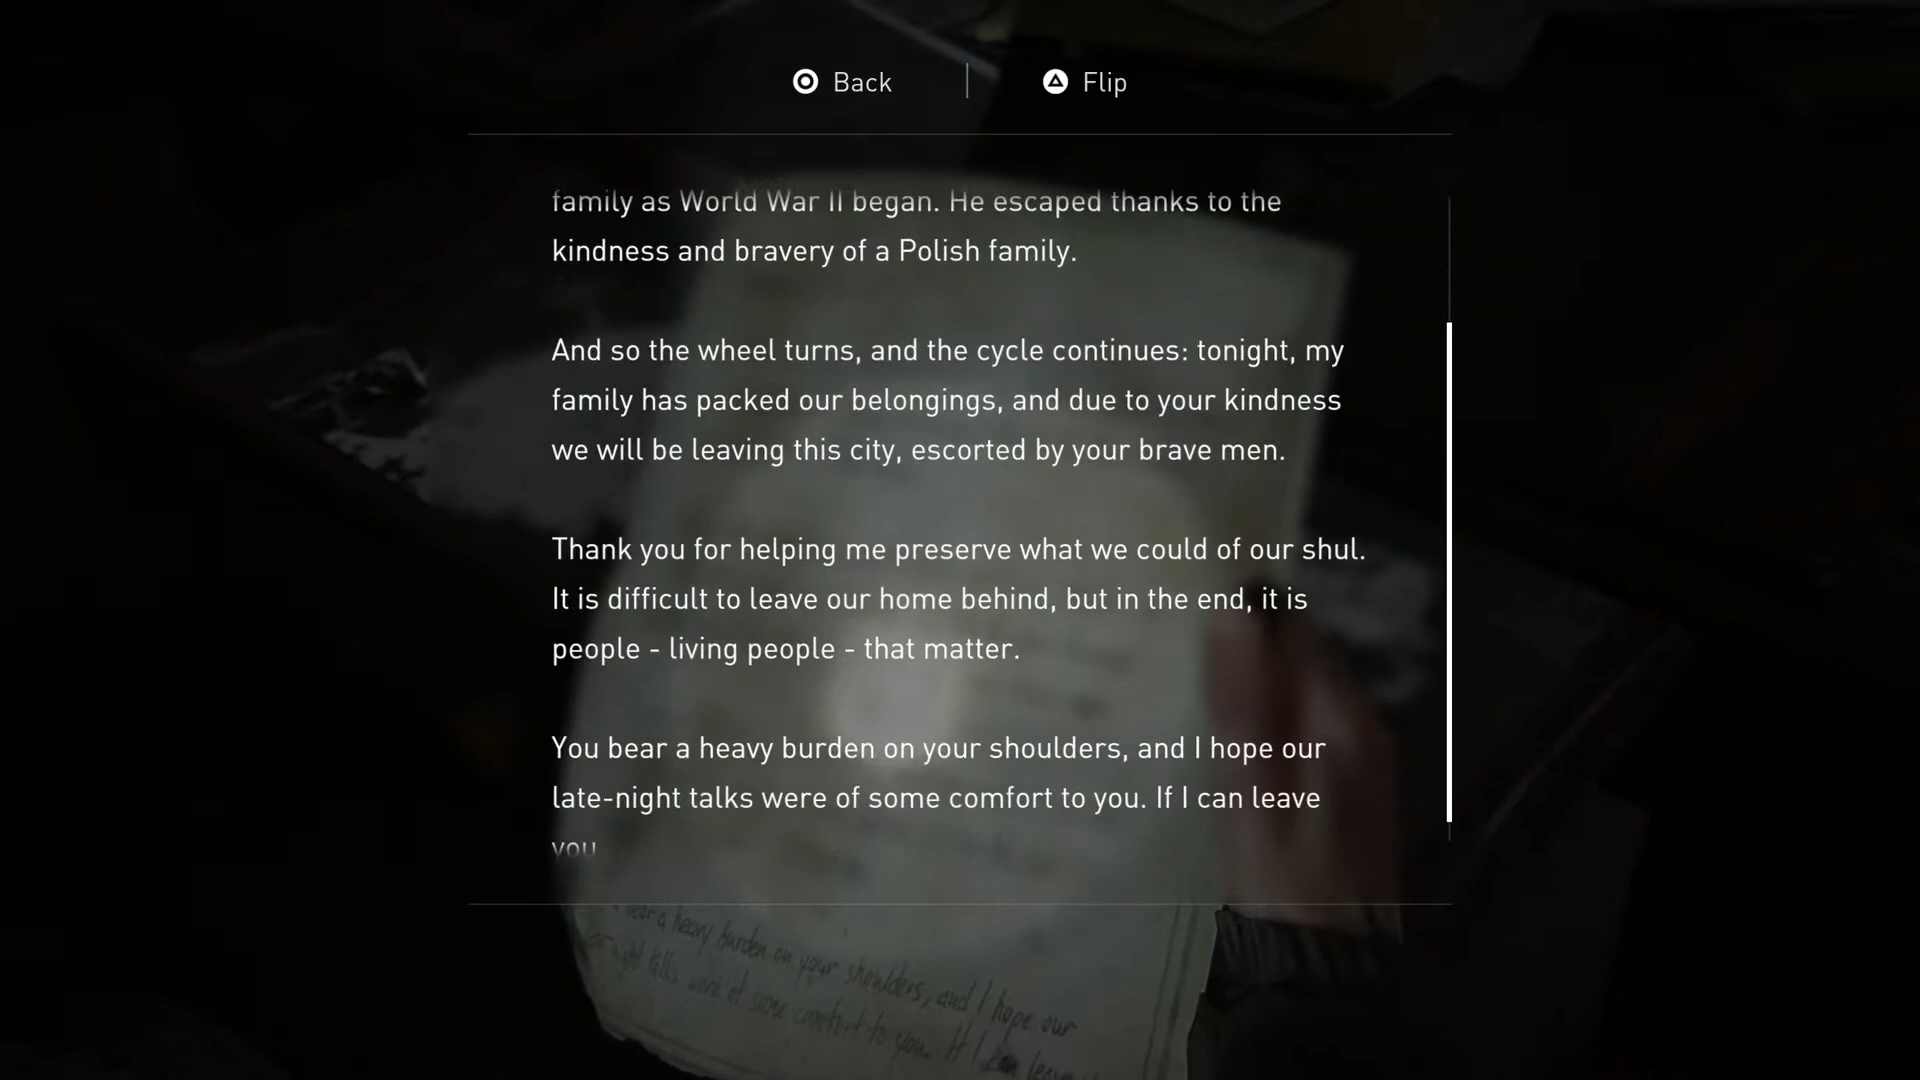 Back
Flip
family as World War II began. He escaped thanks to the
kindness and bravery of a Polish family.
And so the wheel turns, and the cycle continues: tonight, my
family has packed our belongings, and due to your kindness
we will be leaving this city, escorted by your brave men.
Thank you for helping me preserve what we could of our shul.
It is difficult to leave our home behind, but in the end, it is
people - living people - that matter.
You bear a heavy burden on your shoulders, and I hope our
late-night talks were of some comfort to you. If I can leave
you
bear a heavy burden on your shoulders, and I hope our
night talks were of some comfort to you. If I can leave